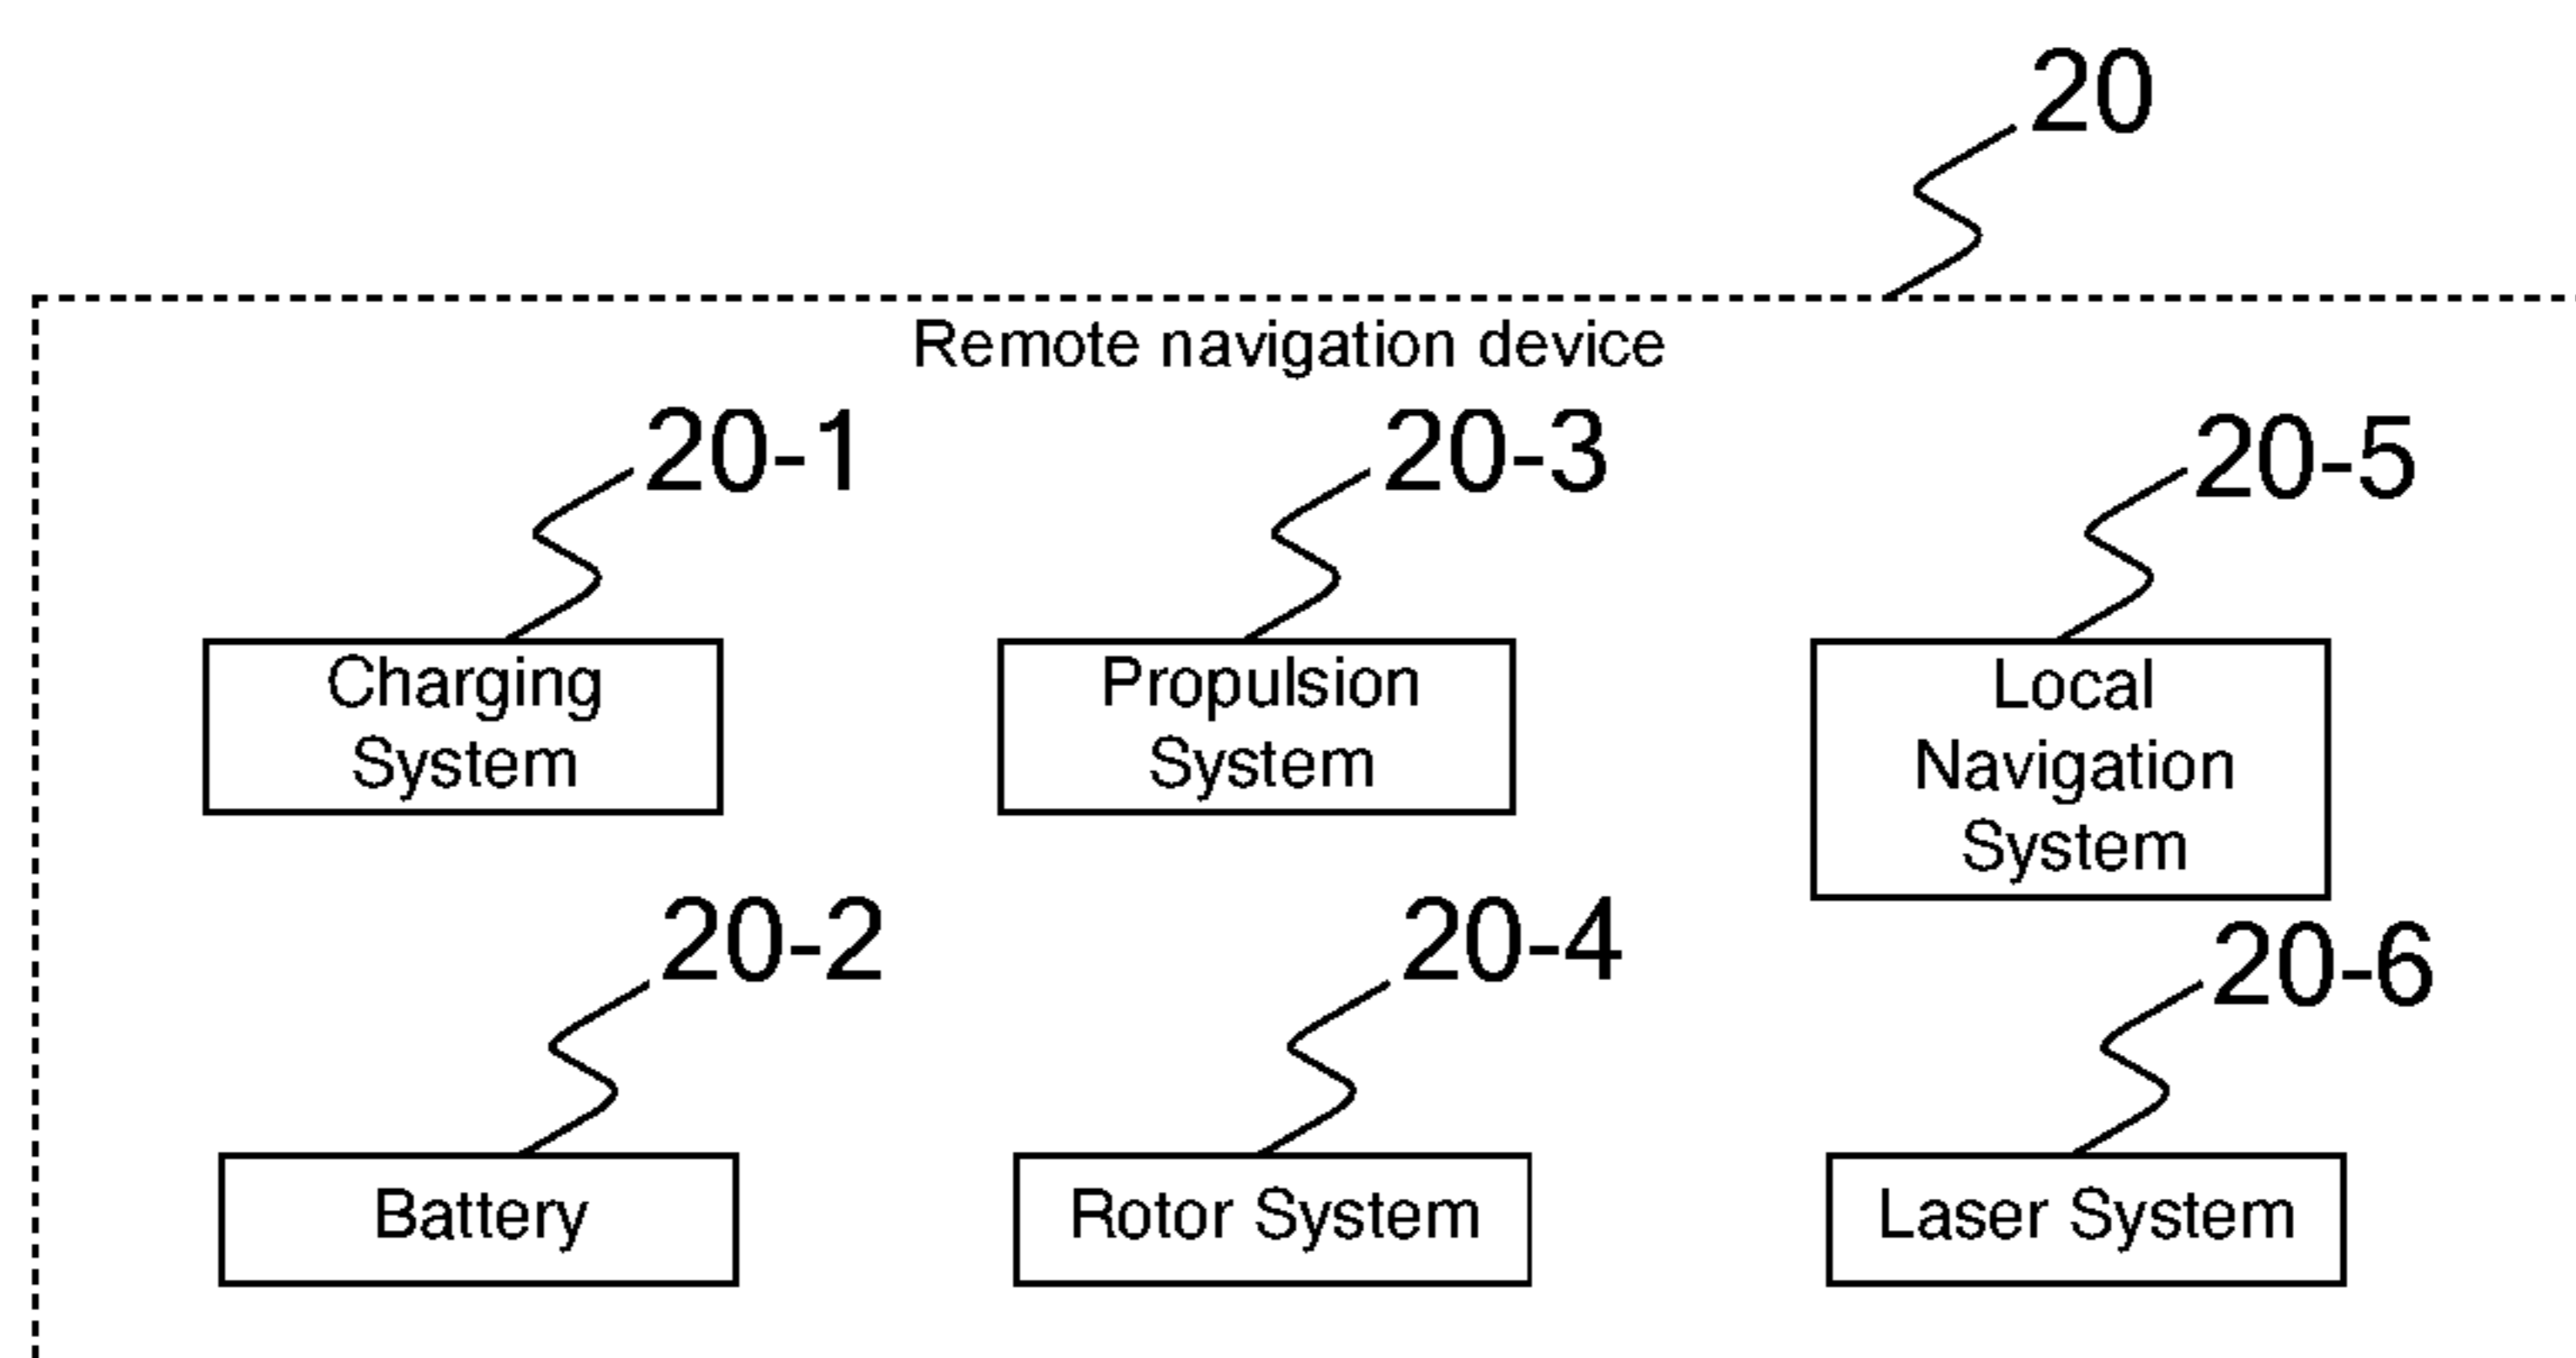 20
Remote navigation device
20-1
20-3
20-5
Charging
System
Propulsion
System
Local
Navigation
System
20-2
20-4
20-6
Battery
Rotor System
Laser System